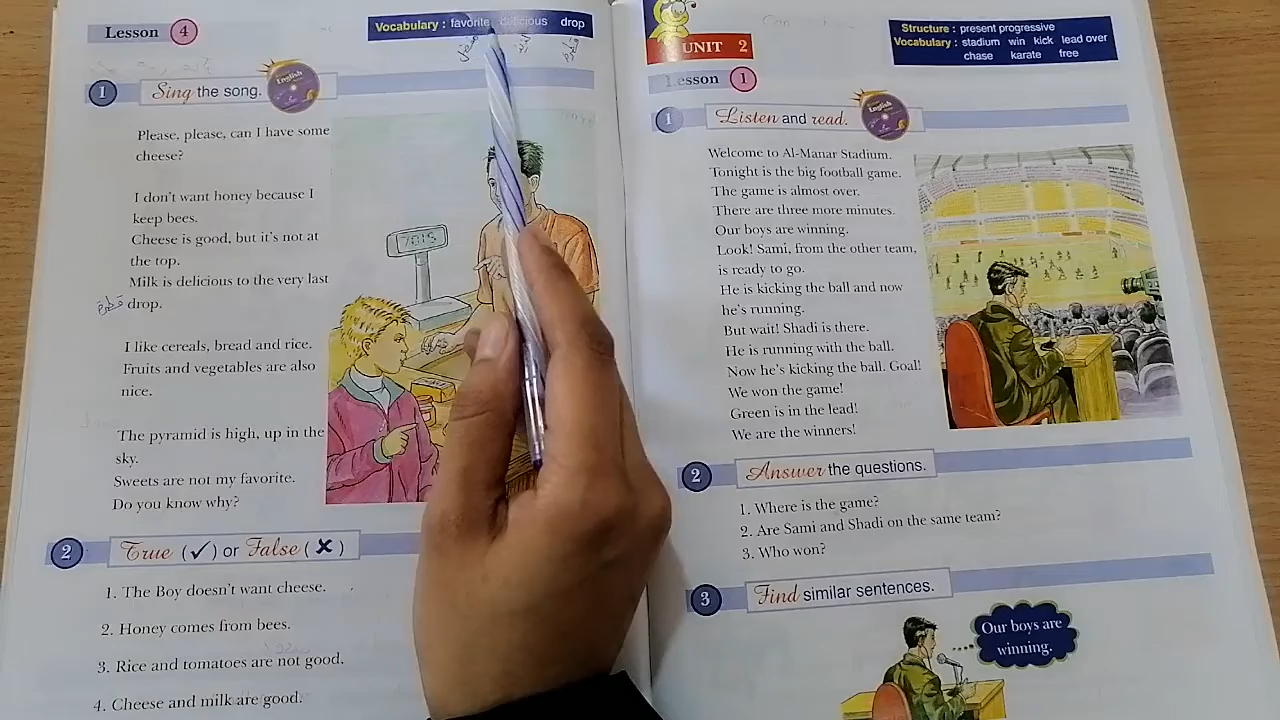 Lesson 4
Vocabulary : favorite delicious drop
قطرة
1 Sing the song.
English
Please, please, can I have some
cheese?
I don't want honey because I
keep bees.
Cheese is good, but it's not at
the top.
Milk is delicious to the very last
drop.
قطرة
I like cereals, bread and rice.
Fruits and vegetables are also
nice.
The pyramid is high, up in the
sky.
Sweets are not my favorite.
Do you know why?
2 True (✓) or False (✗)
1. The Boy doesn't want cheese.
2. Honey comes from bees.
3. Rice and tomatoes are not good.
4. Cheese and milk are good.
UNIT 2
Structure : present progressive
Vocabulary : stadium win kick lead over
chase karate free
Lesson 1
1 Listen and read.
English
Welcome to Al-Manar Stadium.
Tonight is the big football game.
The game is almost over.
There are three more minutes.
Our boys are winning.
Look! Sami, from the other team,
is ready to go.
He is kicking the ball and now
he's running.
But wait! Shadi is there.
He is running with the ball.
Now he's kicking the ball. Goal!
We won the game!
Green is in the lead!
We are the winners!
2 Answer the questions.
1. Where is the game?
2. Are Sami and Shadi on the same team?
3. Who won?
3 Find similar sentences.
Our boys are
winning.